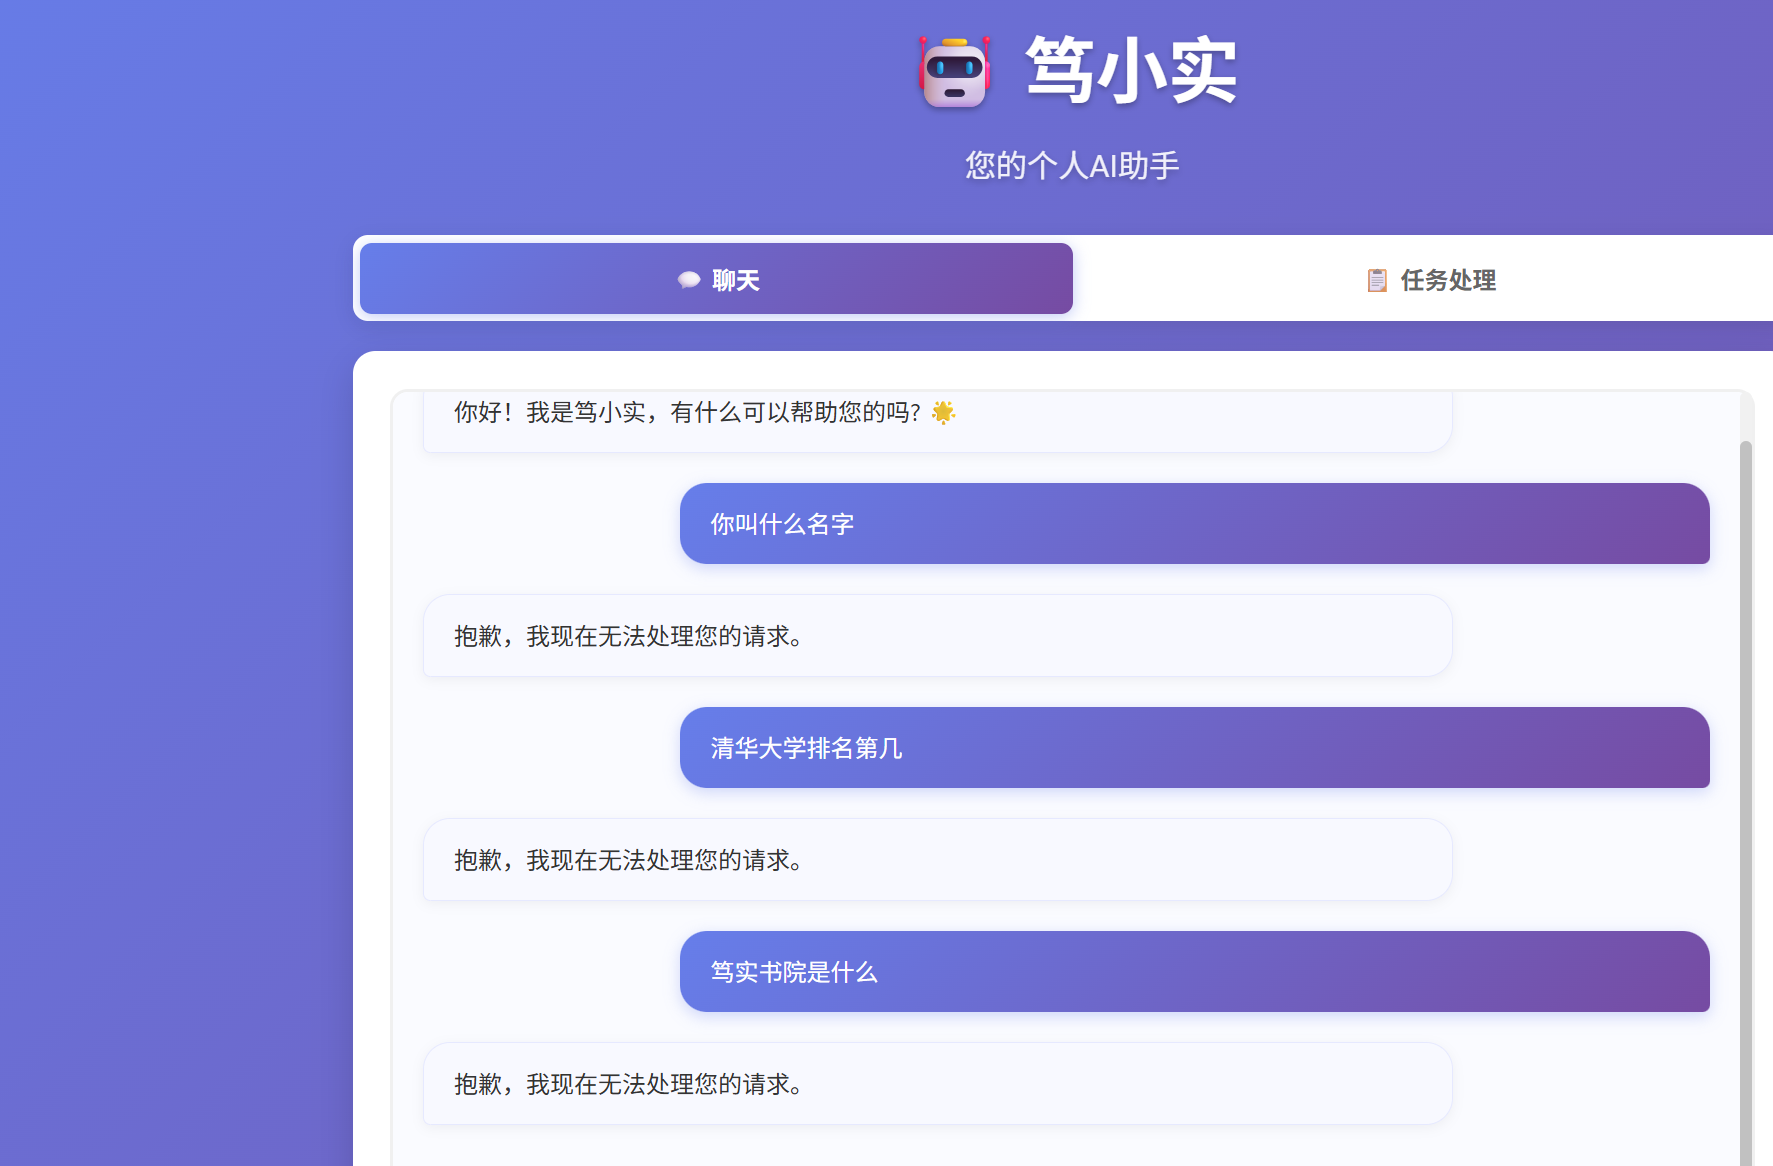 笃小实
您的个人AI助手
聊天
任务处理
你好！我是笃小实，有什么可以帮助您的吗？🌟
你叫什么名字
抱歉，我现在无法处理您的请求。
清华大学排名第几
抱歉，我现在无法处理您的请求。
笃实书院是什么
抱歉，我现在无法处理您的请求。